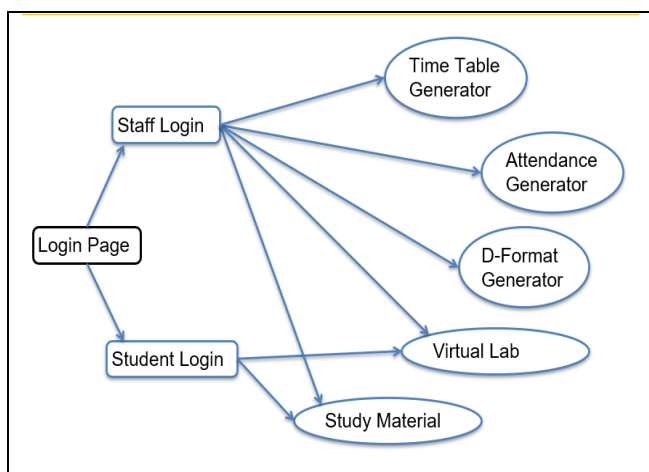 Time Table
Generator
Staff Login
Attendance
Generator
Login Page
D-Format
Generator
Student Login
Virtual Lab
Study Material